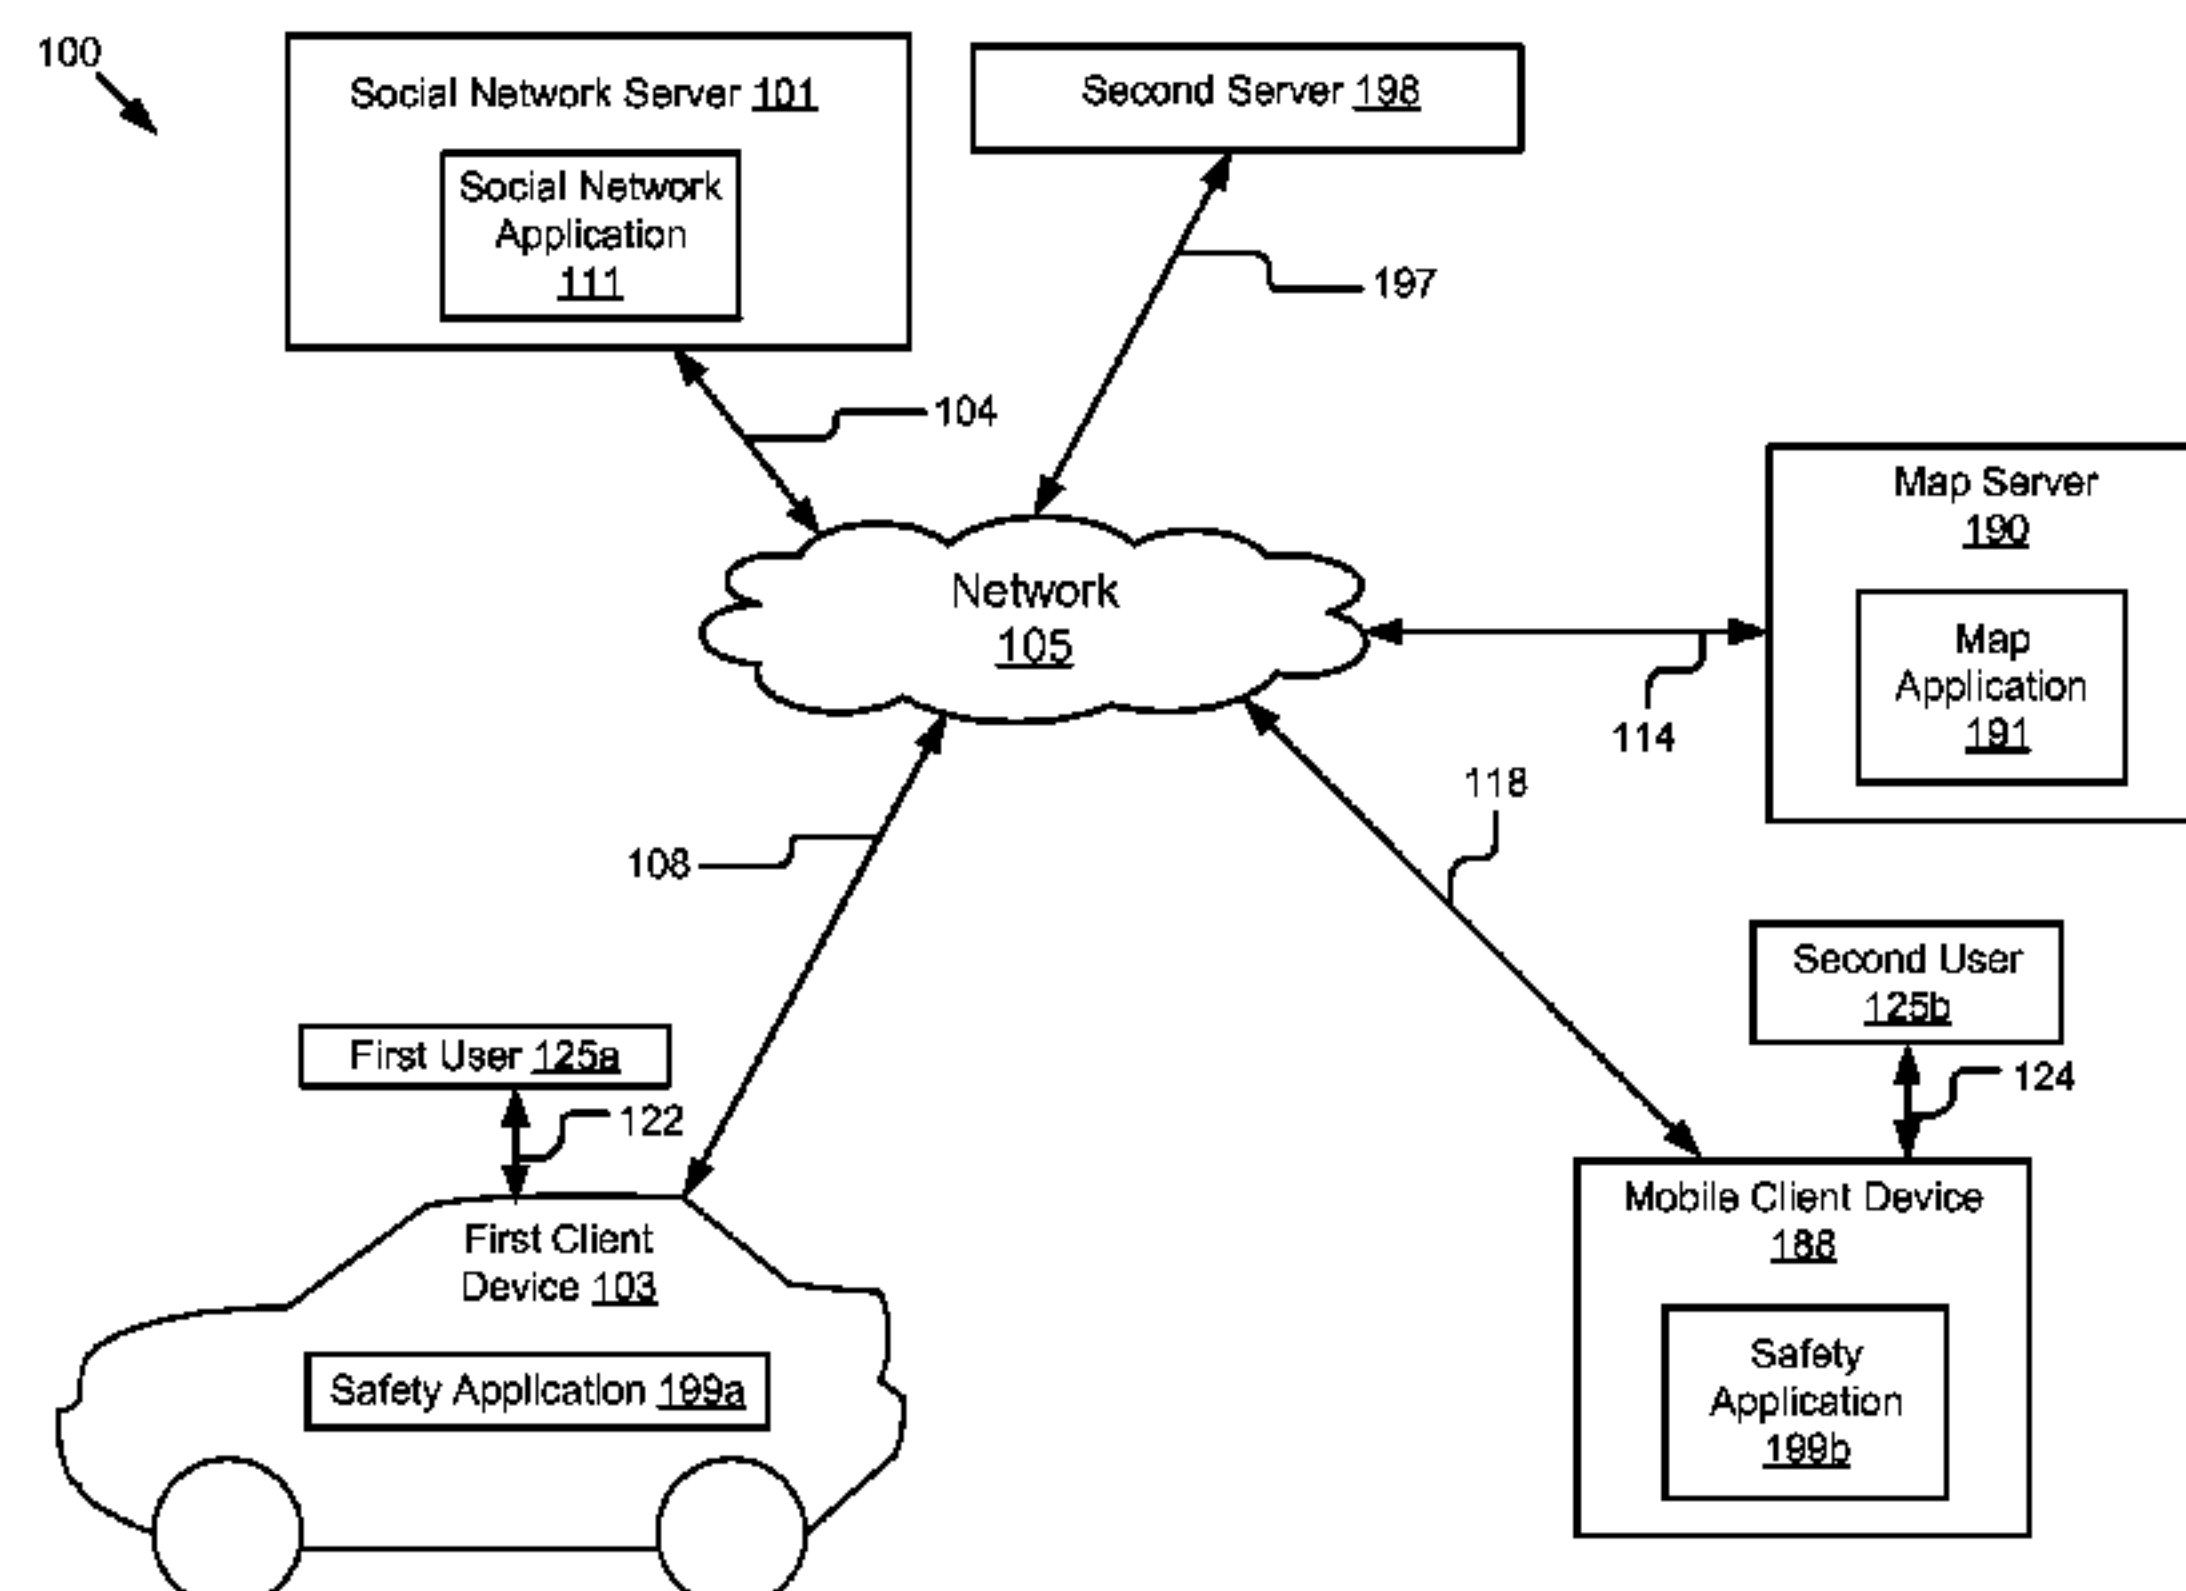 100
Social Network Server 101
Social Network
Application
111
Second Server 198
197
104
Network
105
Map Server
190
Map
Application
191
114
118
108
Second User
125b
124
First User 125a
122
First Client
Device 103
Safety Application 199a
Mobile Client Device
188
Safety
Application
199b